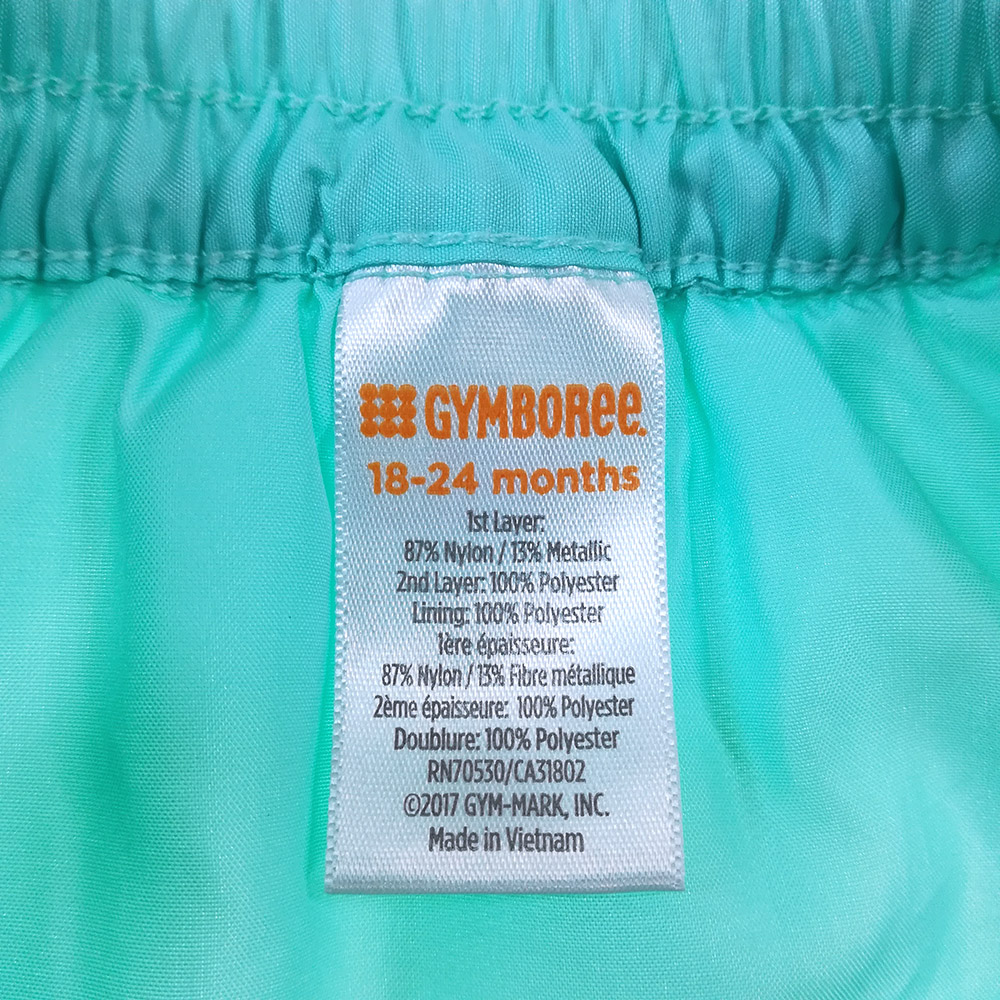 GYMBOREE.
18-24 months
1st Layer:
87% Nylon / 13% Metallic
2nd Layer: 100% Polyester
Lining: 100% Polyester
1ère épaisseure:
87% Nylon / 13% Fibre métallique
2ème épaisseure: 100% Polyester
Doublure: 100% Polyester
RN70530/CA31802
©2017 GYM-MARK, INC.
Made in Vietnam